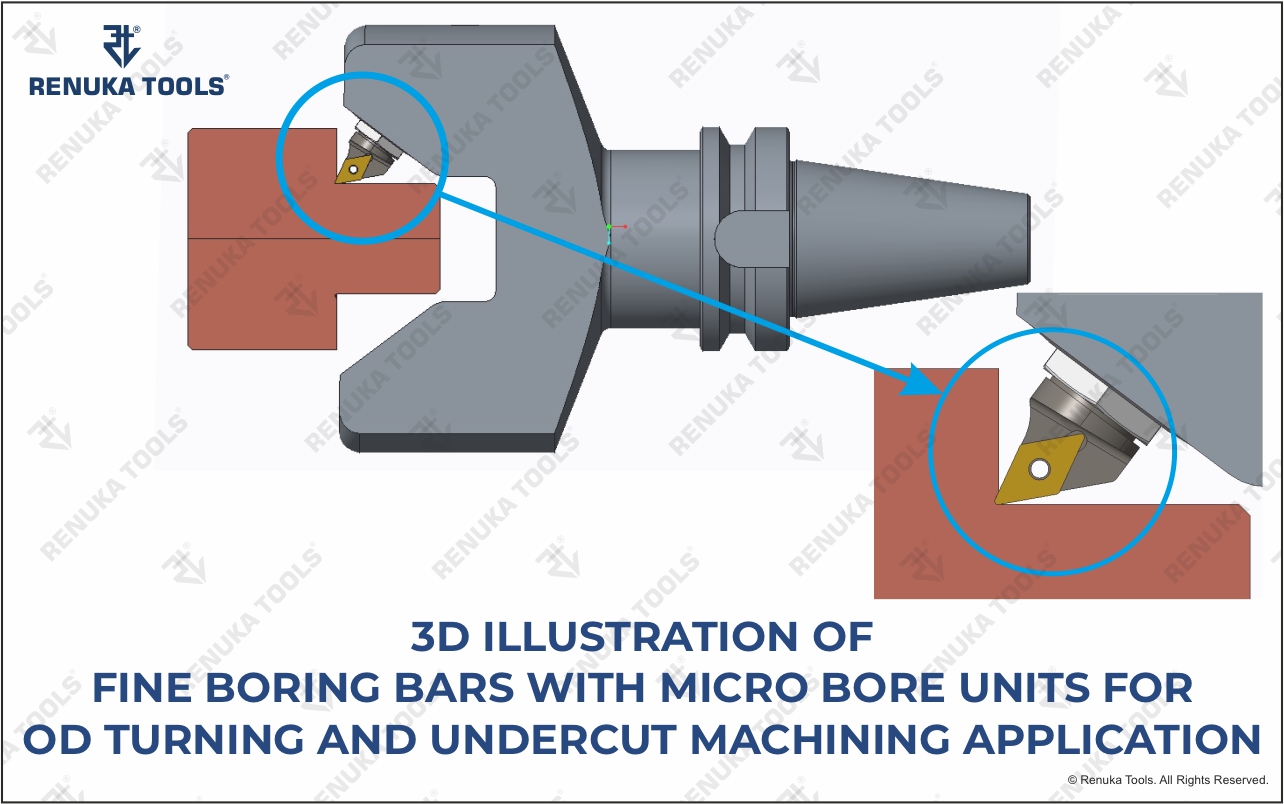 RENUKA TOOLS®
3D ILLUSTRATION OF
FINE BORING BARS WITH MICRO BORE UNITS FOR
OD TURNING AND UNDERCUT MACHINING APPLICATION
© Renuka Tools. All Rights Reserved.